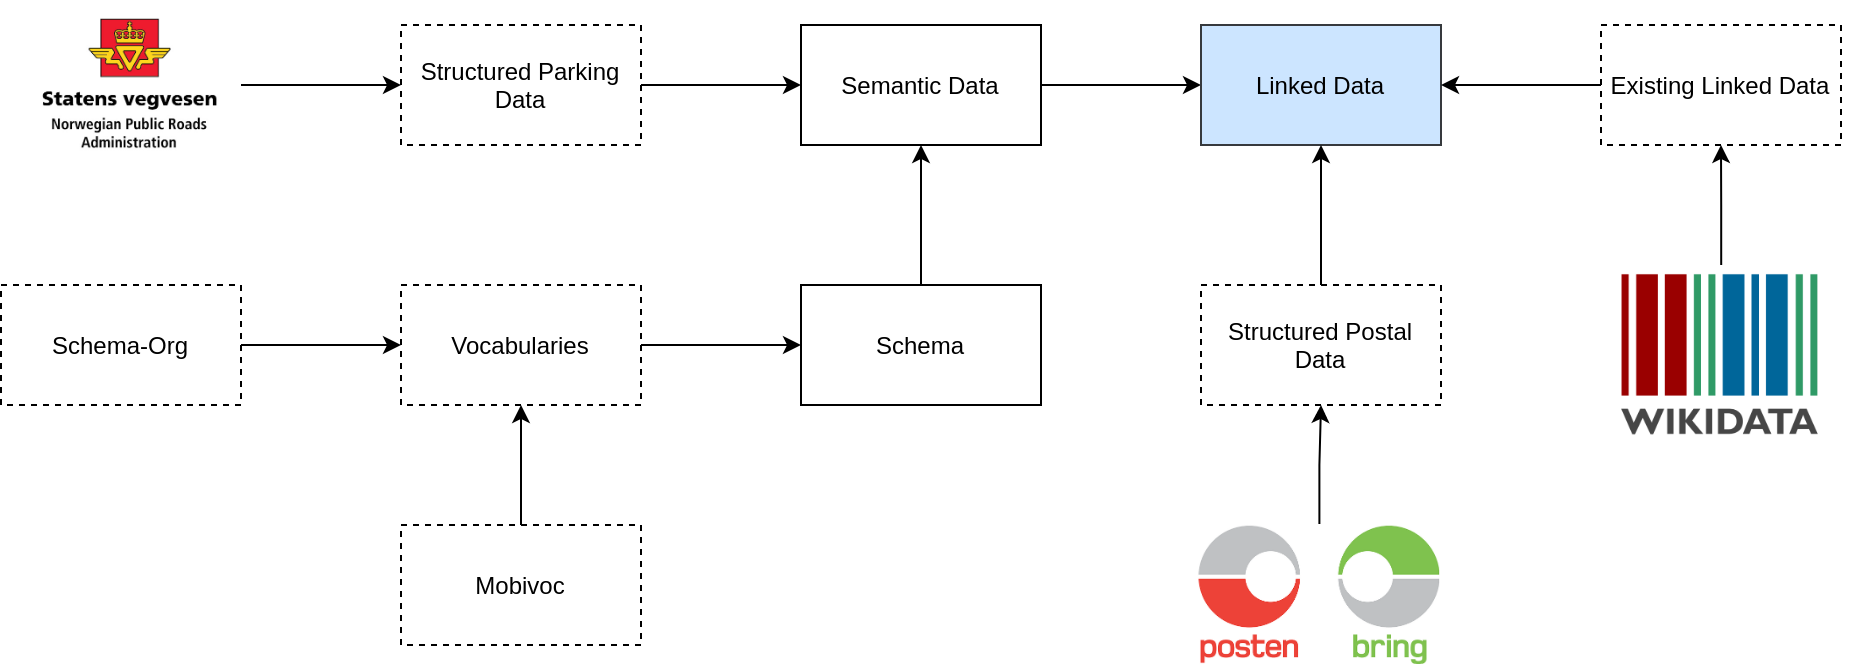 Statens vegvesen
Norwegian Public Roads
Administration
Structured Parking
Data
Semantic Data
Linked Data
Existing Linked Data
Schema-Org
Vocabularies
Schema
Structured Postal
Data
WIKIDATA
Mobivoc
posten
bring